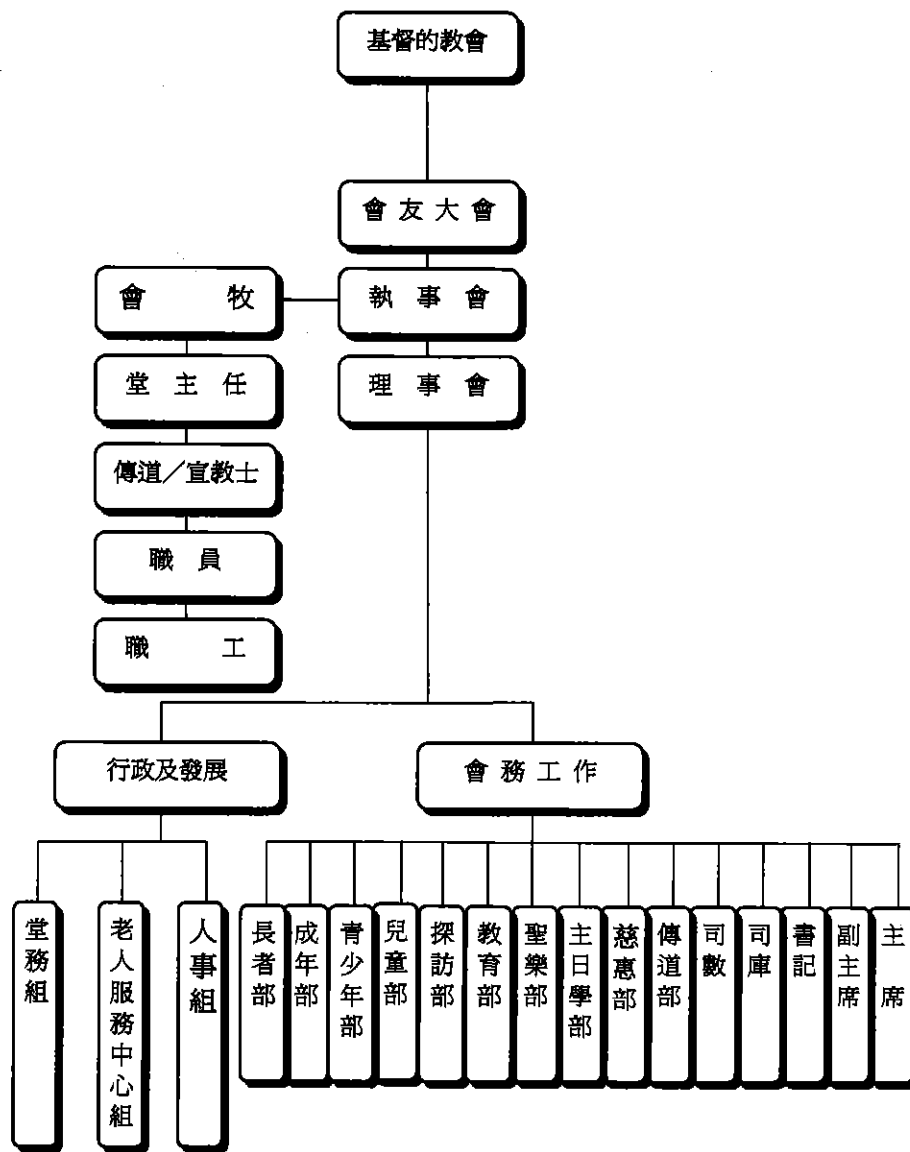 基督的教會
會友大會
會牧
執事會
堂主任
理事會
傳道／宣教士
職員
職工
行政及發展
會務工作
堂務組
老人服務中心組
人事組
長者部
成年部
青少年部
兒童部
探訪部
教育部
聖樂部
主日學部
慈惠部
傳道部
司數
司庫
書記
副主席
主席